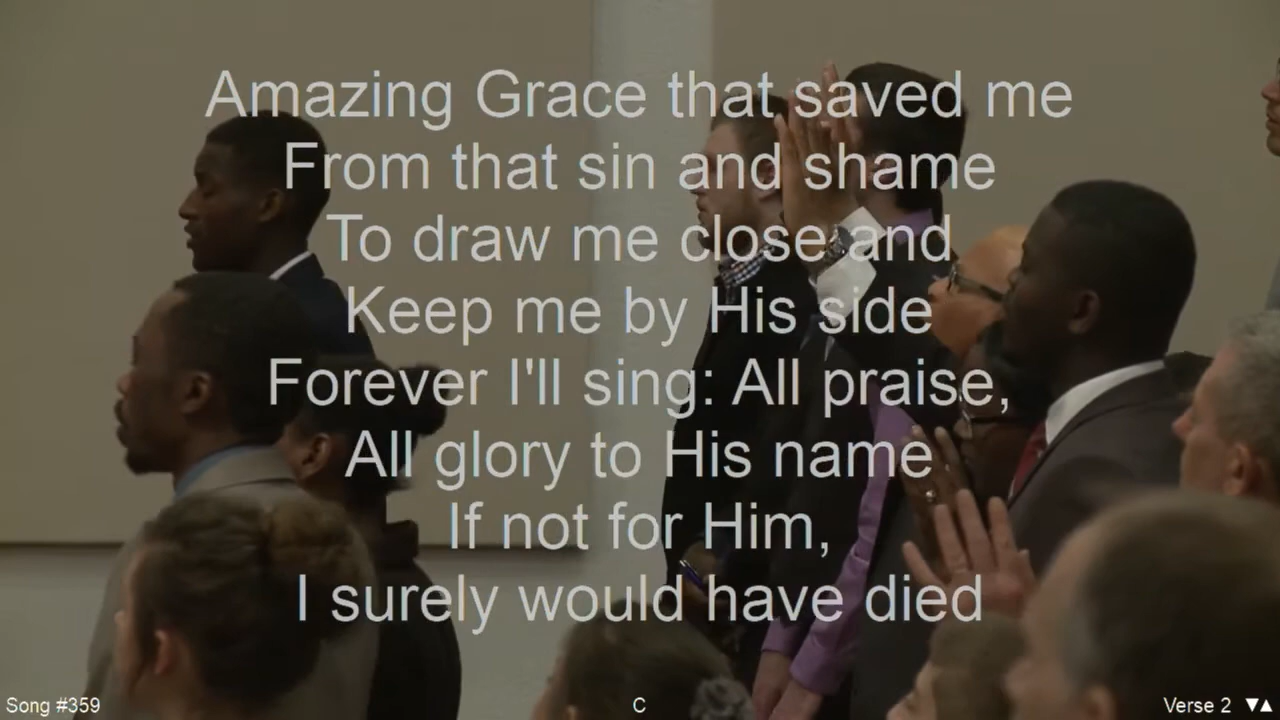 Amazing Grace that saved me
From that sin and shame
To draw me close and
Keep me by His side
Forever I'll sing: All praise,
All glory to His name
If not for Him,
I surely would have died
Song #359
C
Verse 2 ▼▲